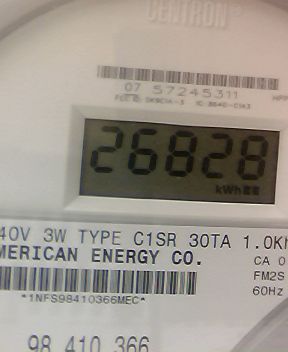 CENTRON®
07 57245311
26828
kWh
40V 3W TYPE C1SR 30TA 1.0Kh
MERICAN ENERGY CO.
CA 0
FM2S
60Hz
*1NFS98410366MEC*
98 410 366